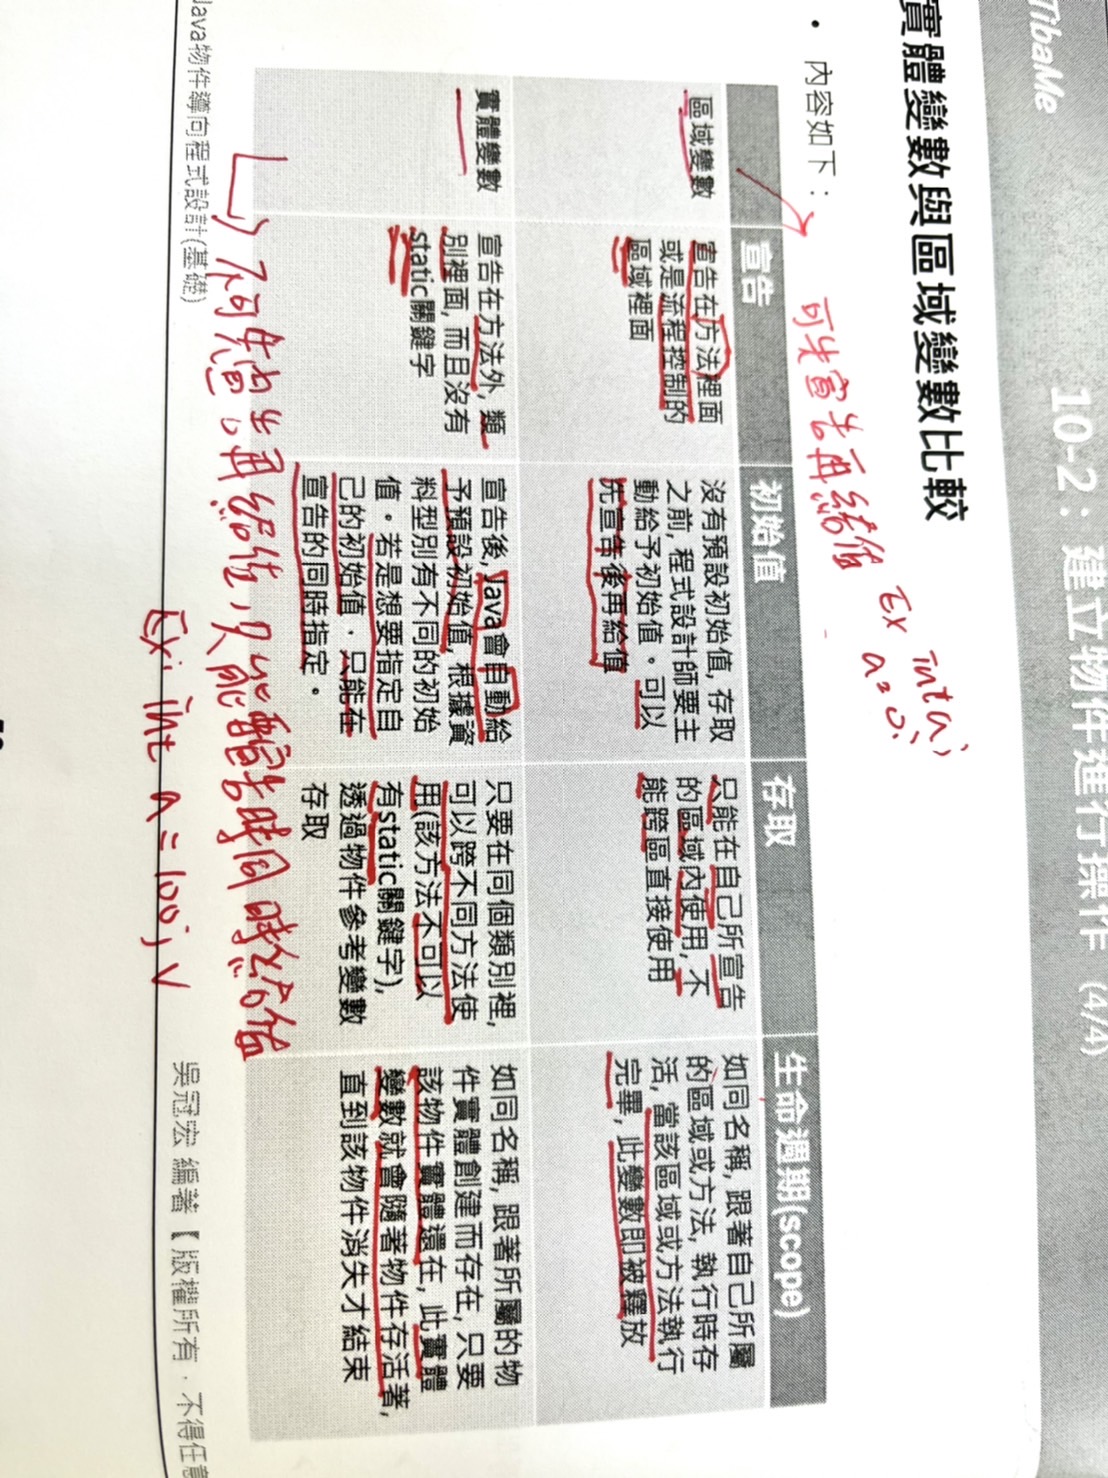 TibaMe
10-2：建立物件進行操作 (4/4)
實體變數與區域變數比較
• 內容如下：
可先宣告再給值 Ex int a;
a=0;
宣告
初始值
存取
生命週期(scope)
區域變數
宣告在方法裡面
或是流程控制的
區域裡面
沒有預設初始值, 存取
之前, 程式設計師要主
動給予初始值。可以
先宣告後再給值
只能在自己所宣告
的區域內使用, 不
能跨區直接使用
如同名稱, 跟著自己所屬
的區域或方法, 執行時存
活, 當該區域或方法執行
完畢, 此變數即被釋放
實體變數
宣告在方法外, 類
別裡面, 而且沒有
static關鍵字
宣告後, Java會自動給
予預設初始值, 根據資
料型別有不同的初始
值。若是想要指定自
己的初始值，只能在
宣告的同時指定。
只要在同個類別裡,
可以跨不同方法使
用(該方法不可以
有static關鍵字),
透過物件參考變數
存取
如同名稱, 跟著所屬的物
件實體創建而存在, 只要
該物件實體還在, 此實體
變數就會隨著物件存活著,
直到該物件消失才結束
再給值, 只能
Ex: int a = 100; V
Java物件導向程式設計(基礎)
吳冠宏 編著【版權所有．不得任意